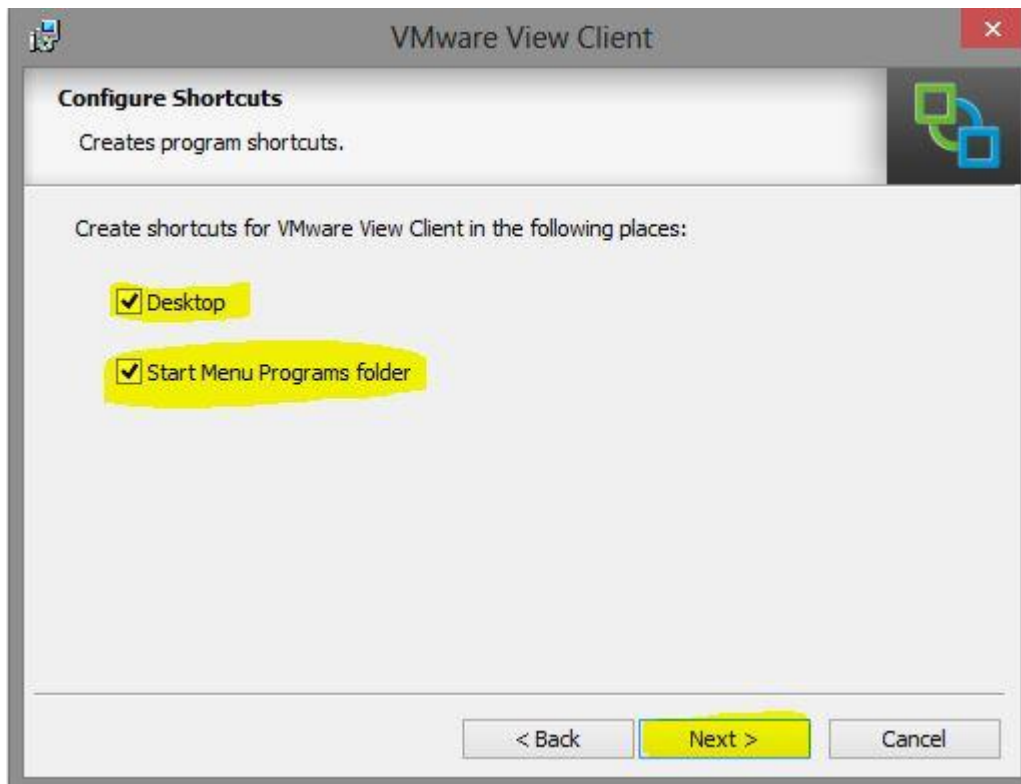 VMware View Client
Configure Shortcuts
Creates program shortcuts.
Create shortcuts for VMware View Client in the following places:
Desktop
Start Menu Programs folder
< Back Next > Cancel